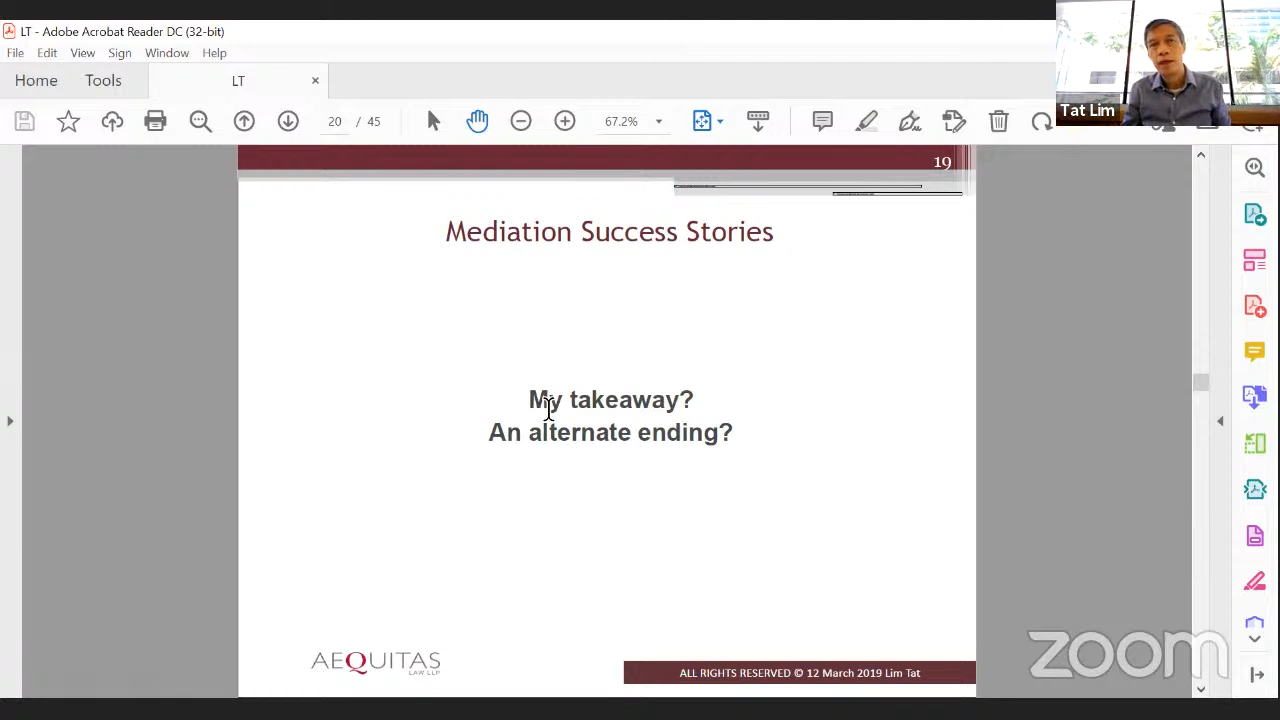 LT - Adobe Acrobat Reader DC (32-bit)
File Edit View Sign Window Help
Home Tools LT ×
20 / 45 67.2%
Tat Lim
19
Mediation Success Stories
My takeaway?
An alternate ending?
AEQUITAS
LAW LLP
ALL RIGHTS RESERVED © 12 March 2019 Lim Tat
zoom